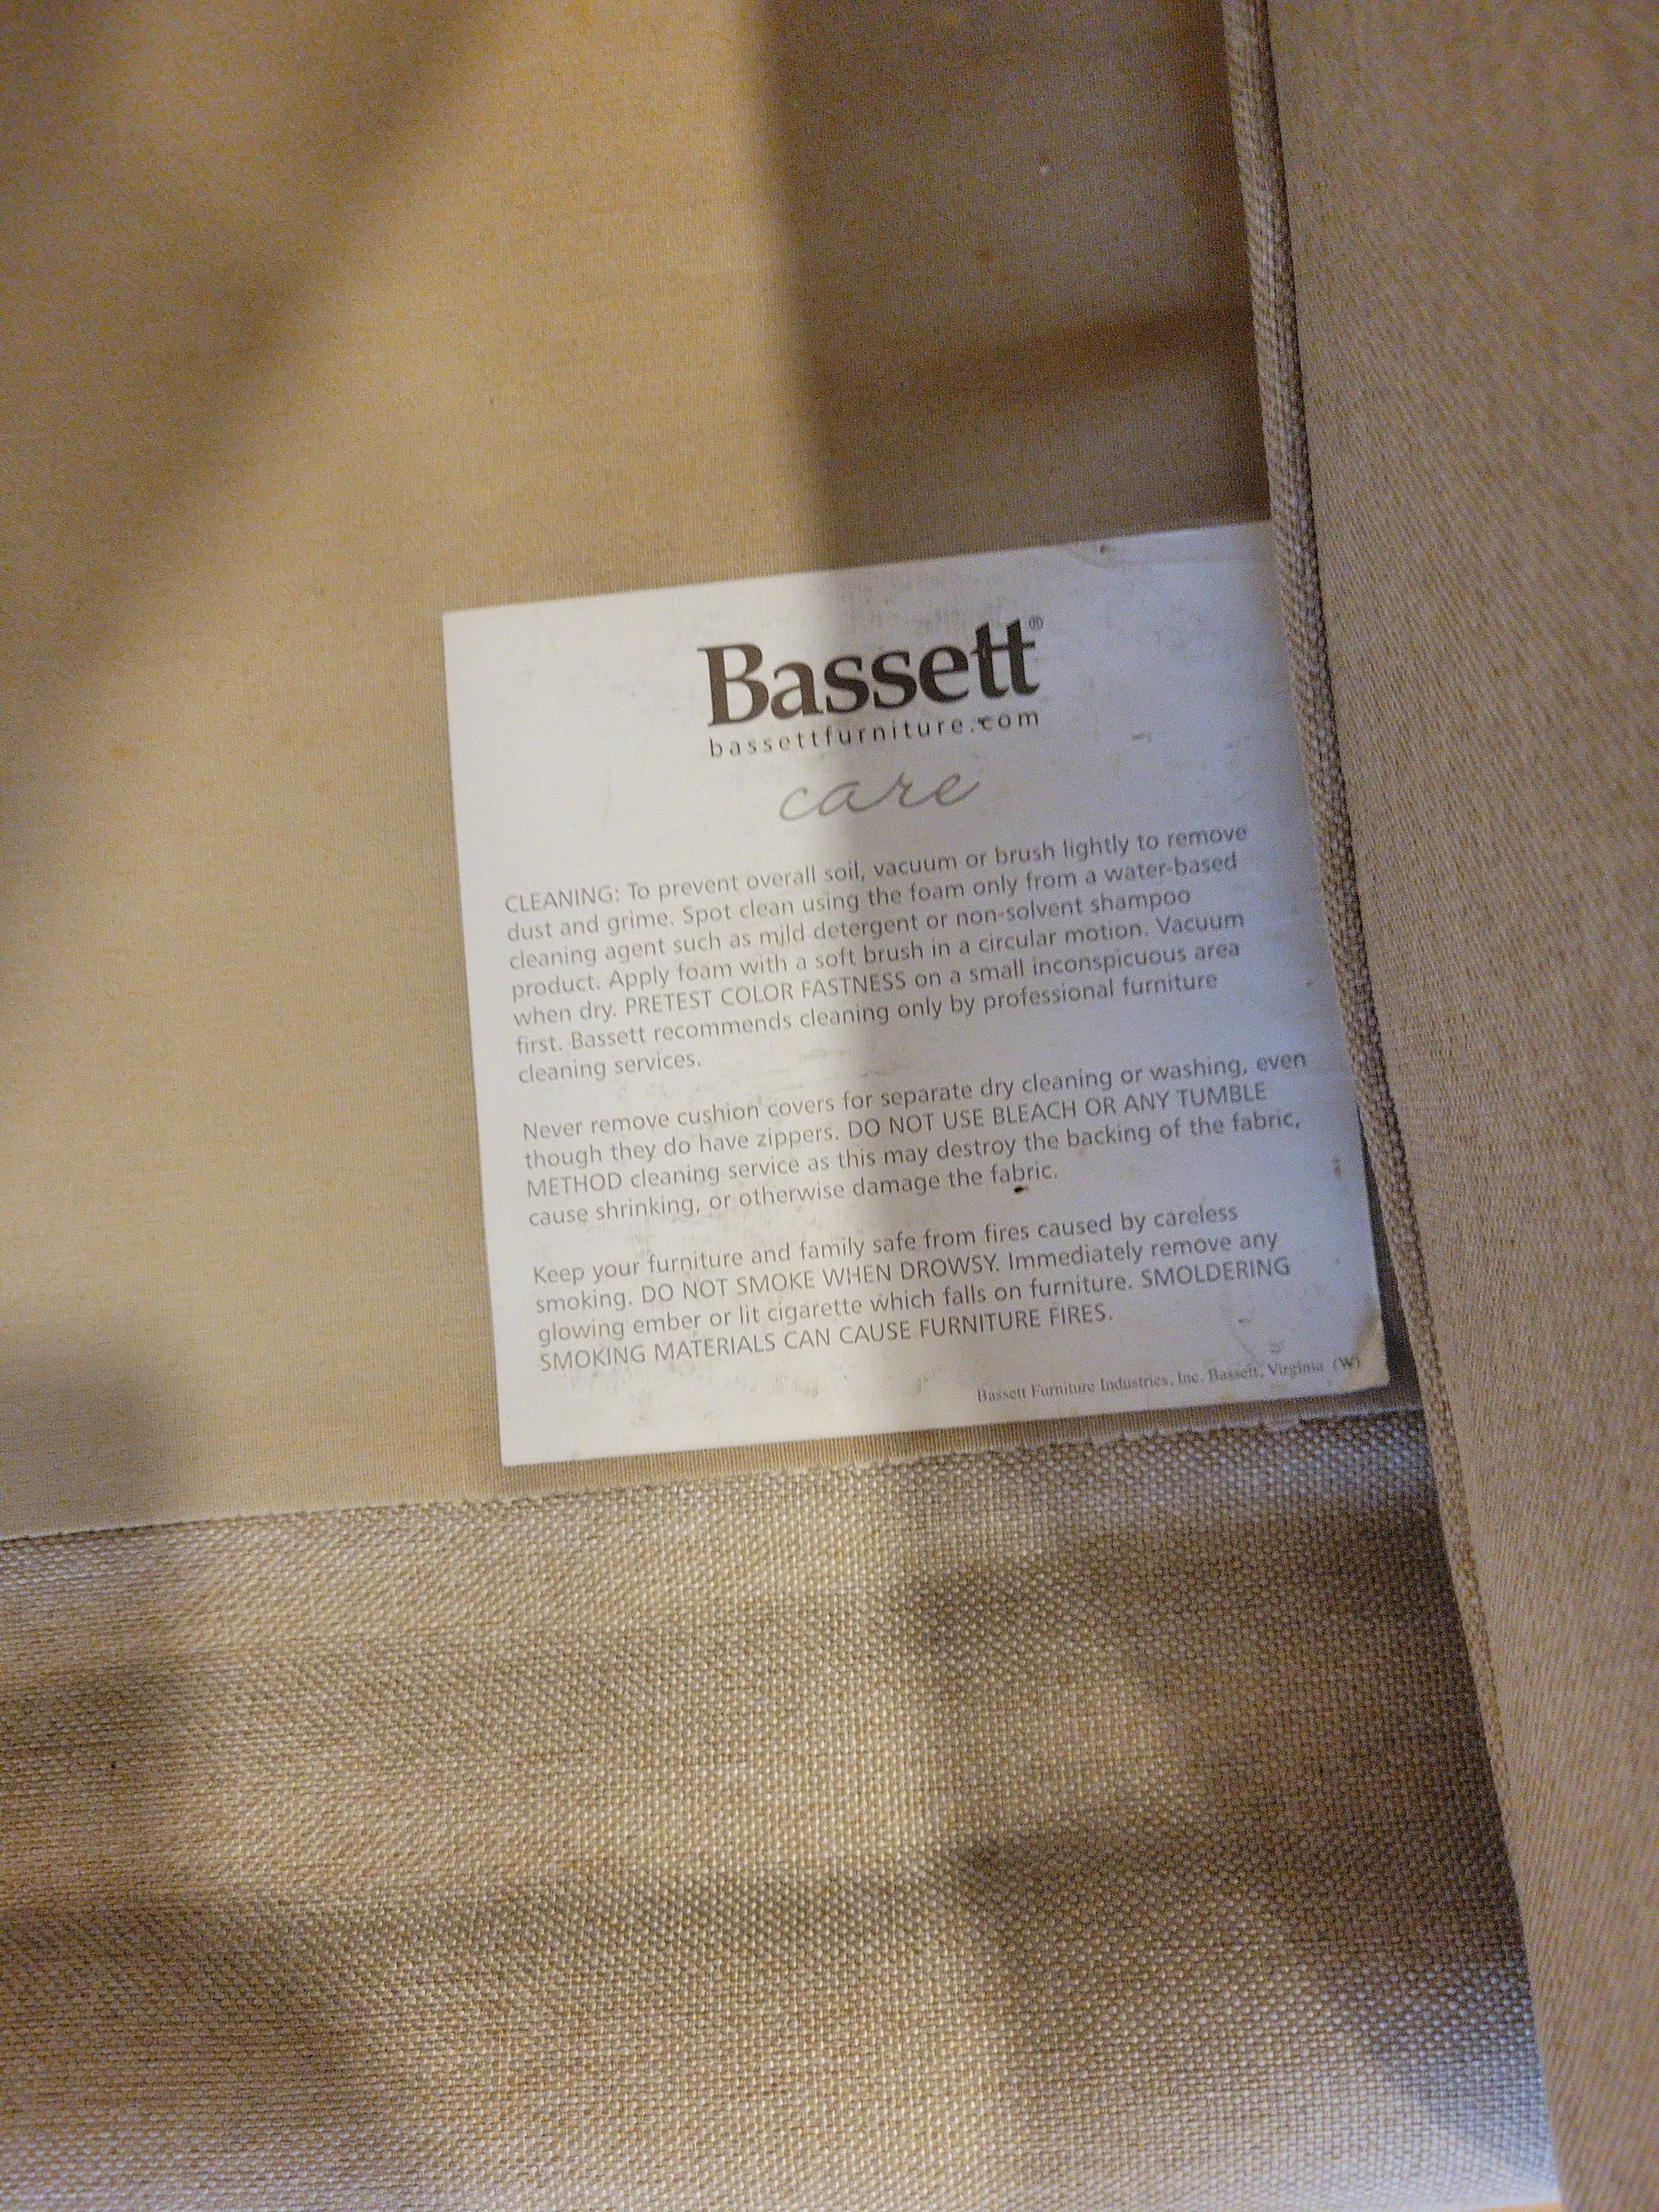 Bassett®
bassettfurniture.com
care
CLEANING: To prevent overall soil, vacuum or brush lightly to remove
dust and grime. Spot clean using the foam only from a water-based
cleaning agent such as mild detergent or non-solvent shampoo
product. Apply foam with a soft brush in a circular motion. Vacuum
when dry. PRETEST COLOR FASTNESS on a small inconspicuous area
first. Bassett recommends cleaning only by professional furniture
cleaning services.
Never remove cushion covers for separate dry cleaning or washing, even
though they do have zippers. DO NOT USE BLEACH OR ANY TUMBLE
METHOD cleaning service as this may destroy the backing of the fabric,
cause shrinking, or otherwise damage the fabric.
Keep your furniture and family safe from fires caused by careless
smoking. DO NOT SMOKE WHEN DROWSY. Immediately remove any
glowing ember or lit cigarette which falls on furniture. SMOLDERING
SMOKING MATERIALS CAN CAUSE FURNITURE FIRES.
Bassett Furniture Industries, Inc. Bassett, Virginia (W)